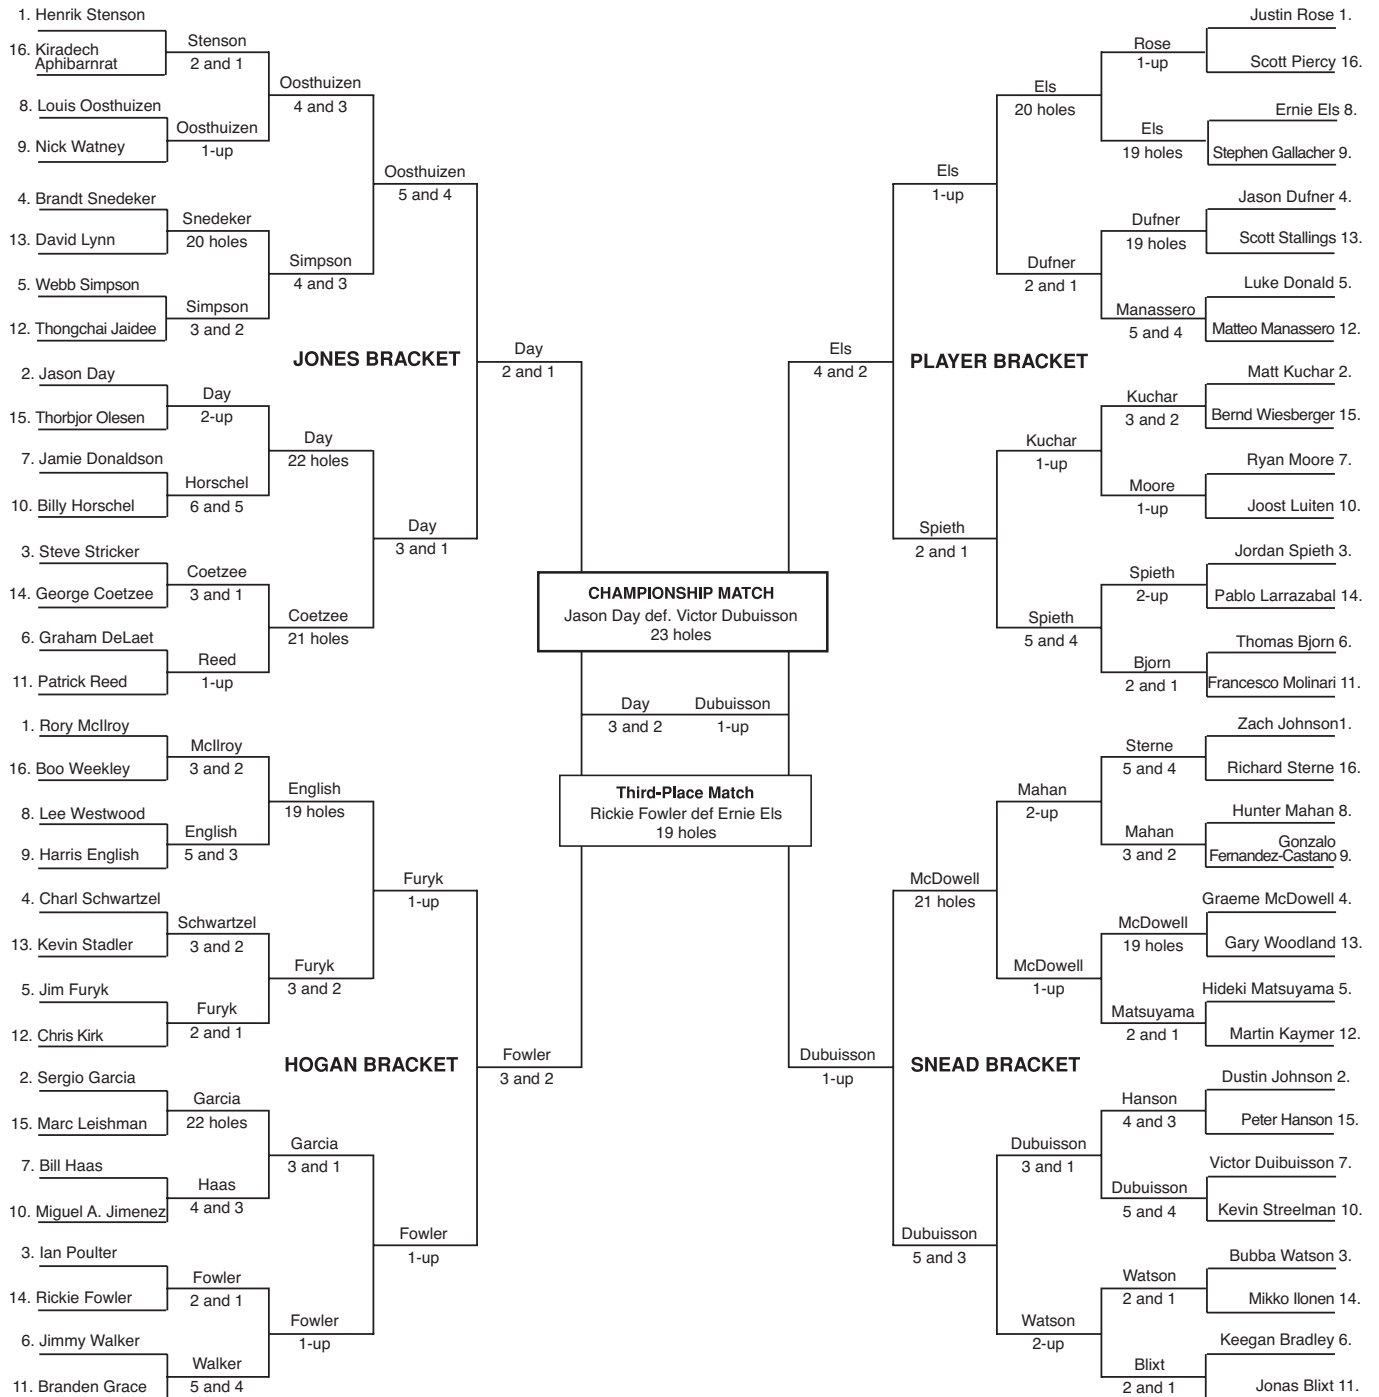 1. Henrik Stenson
16. Kiradech
Aphibarnrat
8. Louis Oosthuizen
9. Nick Watney
4. Brandt Snedeker
13. David Lynn
5. Webb Simpson
12. Thongchai Jaidee
2. Jason Day
15. Thorbjor Olesen
7. Jamie Donaldson
10. Billy Horschel
3. Steve Stricker
14. George Coetzee
6. Graham DeLaet
11. Patrick Reed
Stenson
2 and 1
Oosthuizen
1-up
Snedeker
20 holes
Simpson
3 and 2
Day
2-up
Horschel
6 and 5
Coetzee
3 and 1
Reed
1-up
Oosthuizen
4 and 3
Simpson
4 and 3
Day
22 holes
Coetzee
21 holes
Oosthuizen
5 and 4
Day
3 and 1
JONES BRACKET
Day
2 and 1
1. Rory McIlroy
16. Boo Weekley
8. Lee Westwood
9. Harris English
4. Charl Schwartzel
13. Kevin Stadler
5. Jim Furyk
12. Chris Kirk
2. Sergio Garcia
15. Marc Leishman
7. Bill Haas
10. Miguel A. Jimenez
3. Ian Poulter
14. Rickie Fowler
6. Jimmy Walker
11. Branden Grace
McIlroy
3 and 2
English
5 and 3
Schwartzel
3 and 2
Furyk
2 and 1
Garcia
22 holes
Haas
4 and 3
Fowler
2 and 1
Walker
5 and 4
English
19 holes
Furyk
3 and 2
Garcia
3 and 1
Fowler
1-up
Furyk
1-up
Fowler
1-up
HOGAN BRACKET
Fowler
3 and 2
CHAMPIONSHIP MATCH
Jason Day def. Victor Dubuisson
23 holes
Day
3 and 2
Dubuisson
1-up
Third-Place Match
Rickie Fowler def Ernie Els
19 holes
Els
4 and 2
PLAYER BRACKET
Els
1-up
Spieth
2 and 1
Els
20 holes
Dufner
2 and 1
Kuchar
1-up
Spieth
5 and 4
Rose
1-up
Els
19 holes
Dufner
19 holes
Manassero
5 and 4
Kuchar
3 and 2
Moore
1-up
Spieth
2-up
Bjorn
2 and 1
Justin Rose 1.
Scott Piercy 16.
Ernie Els 8.
Stephen Gallacher 9.
Jason Dufner 4.
Scott Stallings 13.
Luke Donald 5.
Matteo Manassero 12.
Matt Kuchar 2.
Bernd Wiesberger 15.
Ryan Moore 7.
Joost Luiten 10.
Jordan Spieth 3.
Pablo Larrazabal 14.
Thomas Bjorn 6.
Francesco Molinari 11.
Dubuisson
1-up
SNEAD BRACKET
McDowell
21 holes
Dubuisson
5 and 3
Mahan
2-up
McDowell
1-up
Dubuisson
3 and 1
Watson
2-up
Sterne
5 and 4
Mahan
3 and 2
McDowell
19 holes
Matsuyama
2 and 1
Hanson
4 and 3
Dubuisson
5 and 4
Watson
2 and 1
Blixt
2 and 1
Zach Johnson1.
Richard Sterne 16.
Hunter Mahan 8.
Gonzalo
Fernandez-Castano 9.
Graeme McDowell 4.
Gary Woodland 13.
Hideki Matsuyama 5.
Martin Kaymer 12.
Dustin Johnson 2.
Peter Hanson 15.
Victor Duibuisson 7.
Kevin Streelman 10.
Bubba Watson 3.
Mikko Ilonen 14.
Keegan Bradley 6.
Jonas Blixt 11.